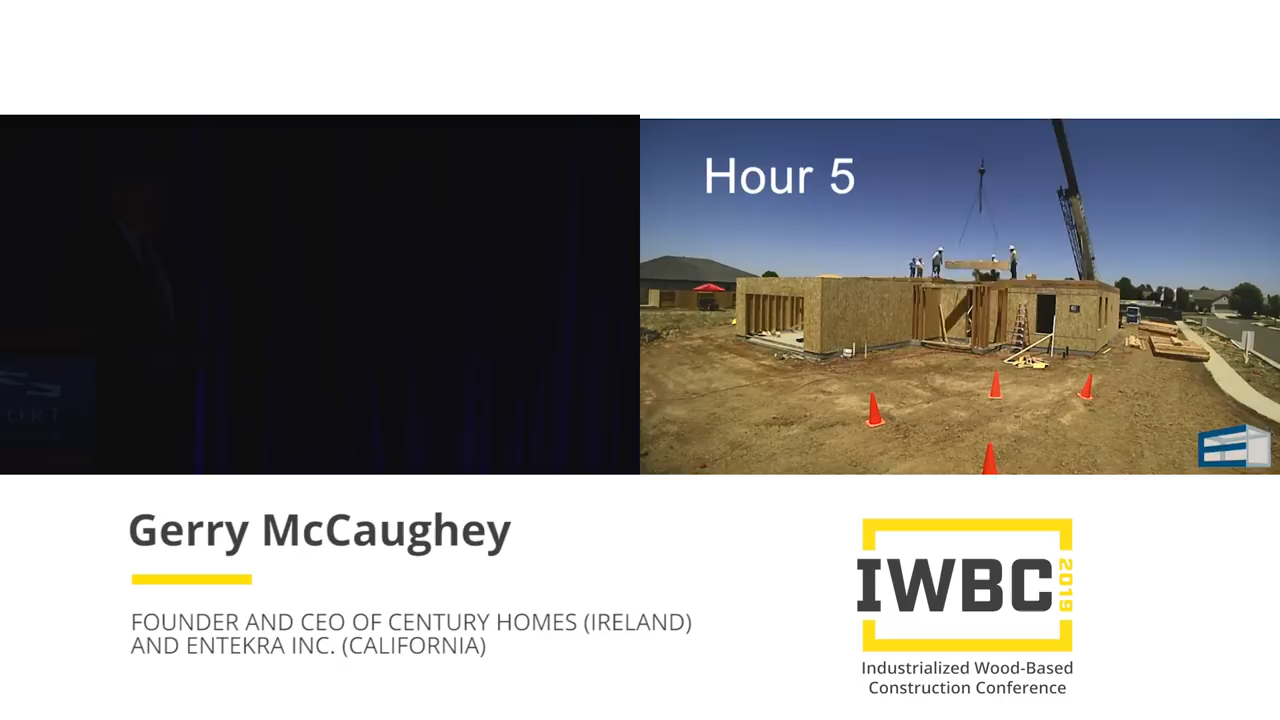 Hour 5
ORT
Gerry McCaughey
FOUNDER AND CEO OF CENTURY HOMES (IRELAND)
AND ENTEKRA INC. (CALIFORNIA)
IWBC 2019
Industrialized Wood-Based
Construction Conference